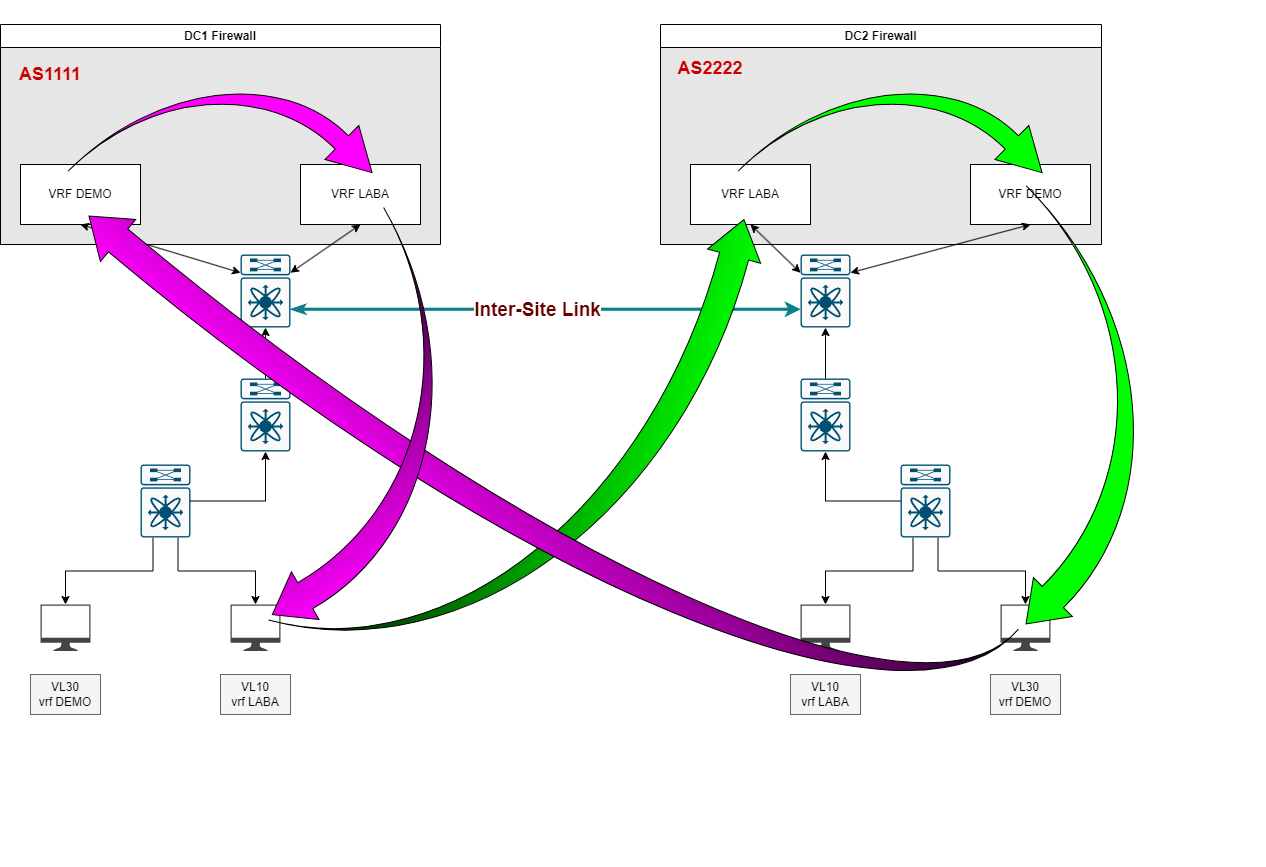 DC1 Firewall
DC2 Firewall
AS1111
AS2222
VRF DEMO
VRF LABA
VRF LABA
VRF DEMO
Inter-Site Link
VL30
vrf DEMO
VL10
vrf LABA
VL10
vrf LABA
VL30
vrf DEMO